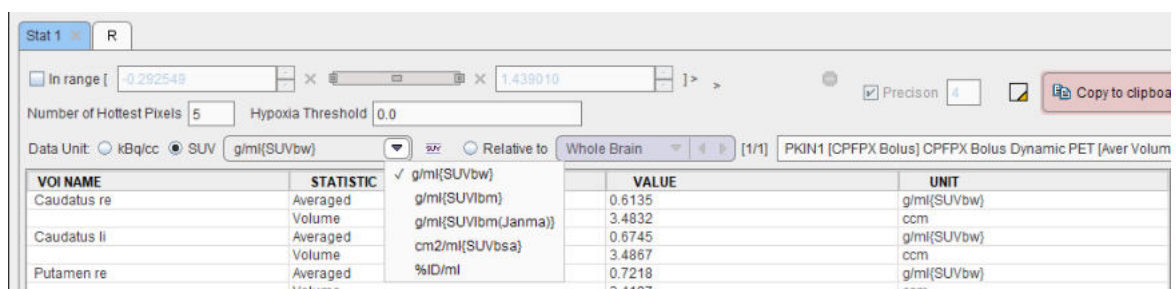 Stat 1 R
In range [ -0.292549 1.439010 ] > >
Precison 4 Copy to clipboa
Number of Hottest Pixels 5 Hypoxia Threshold 0.0
Data Unit: kBq/cc SUV g/ml{SUVbw} SUV Relative to Whole Brain [1/1] PKIN1 [CPFPX Bolus] CPFPX Bolus Dynamic PET [Aver Volum
VOI NAME STATISTIC VALUE UNIT
✓ g/ml{SUVbw}
g/ml{SUVlbm}
g/ml{SUVlbm(Janma)}
cm2/ml{SUVbsa}
%ID/ml
Caudatus re Averaged 0.6135 g/ml{SUVbw}
Volume 3.4832 ccm
Caudatus li Averaged 0.6745 g/ml{SUVbw}
Volume 3.4867 ccm
Putamen re Averaged 0.7218 g/ml{SUVbw}